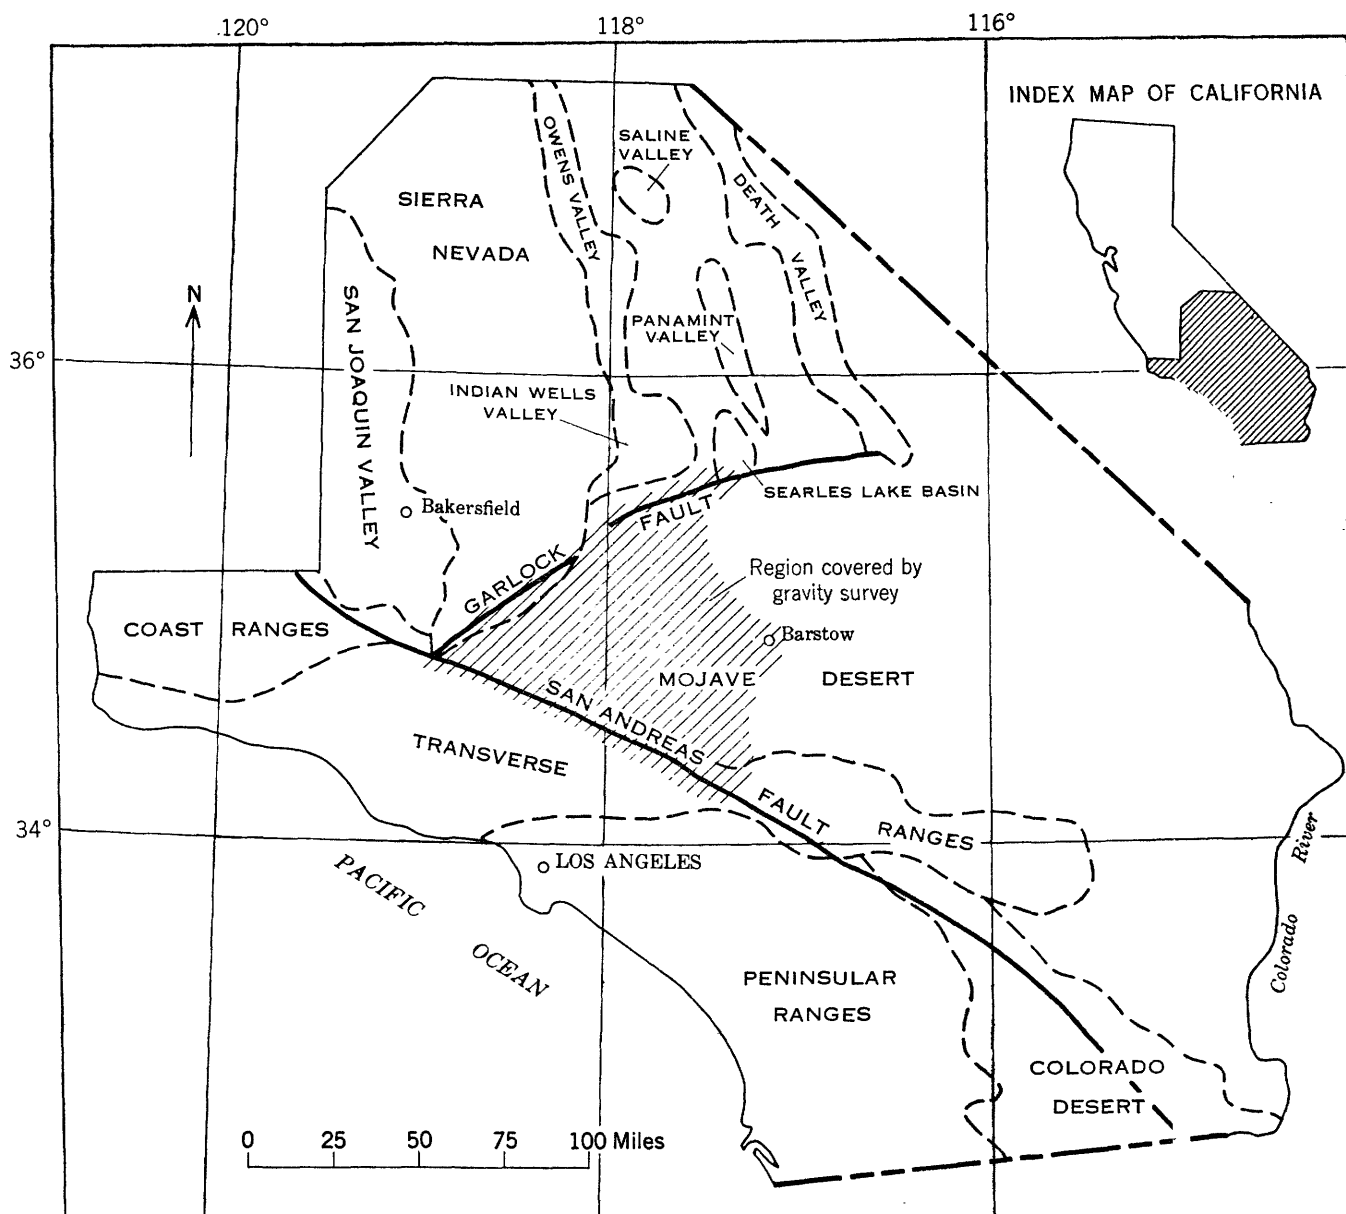 120°
118°
116°
INDEX MAP OF CALIFORNIA
OWENS VALLEY
SALINE
VALLEY
DEATH
VALLEY
SIERRA
NEVADA
N
SAN JOAQUIN VALLEY
PANAMINT
VALLEY
36°
INDIAN WELLS
VALLEY
SEARLES LAKE BASIN
Bakersfield
GARLOCK
FAULT
Region covered by
gravity survey
COAST RANGES
Barstow
MOJAVE DESERT
SAN ANDREAS
FAULT
TRANSVERSE
RANGES
34°
LOS ANGELES
PACIFIC
OCEAN
Colorado River
PENINSULAR
RANGES
COLORADO
DESERT
0 25 50 75 100 Miles